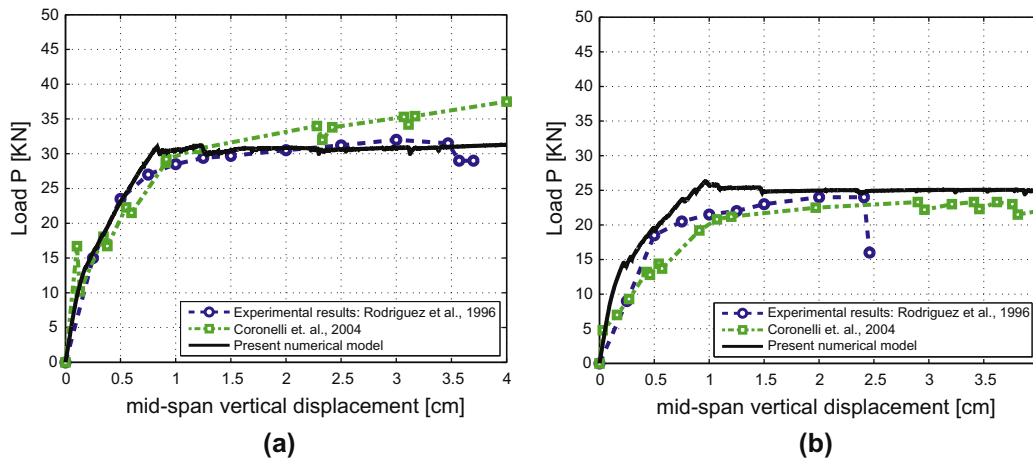 50
45
40
35
30
25
20
15
10
5
0
Load P [KN]
0 0.5 1 1.5 2 2.5 3 3.5 4
mid-span vertical displacement [cm]
Experimental results: Rodriguez et al., 1996
Coronelli et. al., 2004
Present numerical model
(a)
50
45
40
35
30
25
20
15
10
5
0
Load P [KN]
0 0.5 1 1.5 2 2.5 3 3.5
mid-span vertical displacement [cm]
Experimental results: Rodriguez et al., 1996
Coronelli et. al., 2004
Present numerical model
(b)